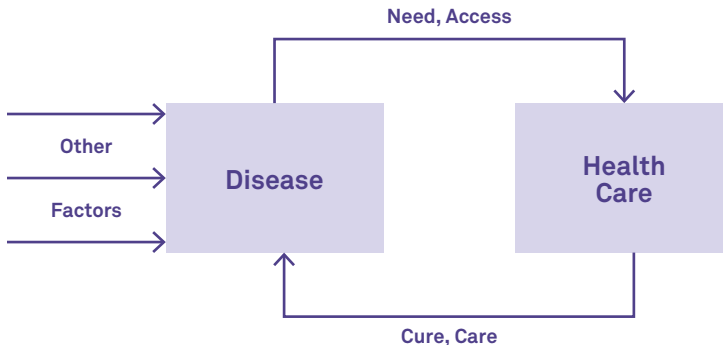 Need, Access
Other
Factors
Disease
Health
Care
Cure, Care